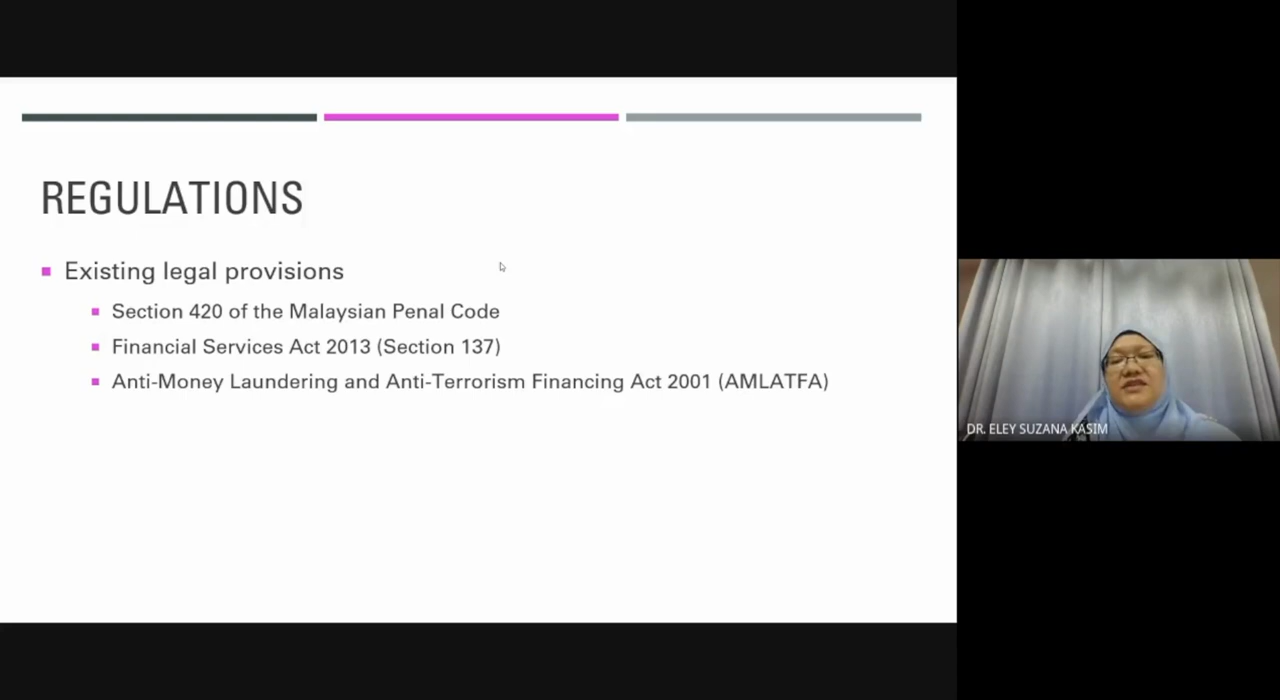 REGULATIONS
Existing legal provisions
Section 420 of the Malaysian Penal Code
Financial Services Act 2013 (Section 137)
Anti-Money Laundering and Anti-Terrorism Financing Act 2001 (AMLATFA)
DR. ELEY SUZANA KASIM